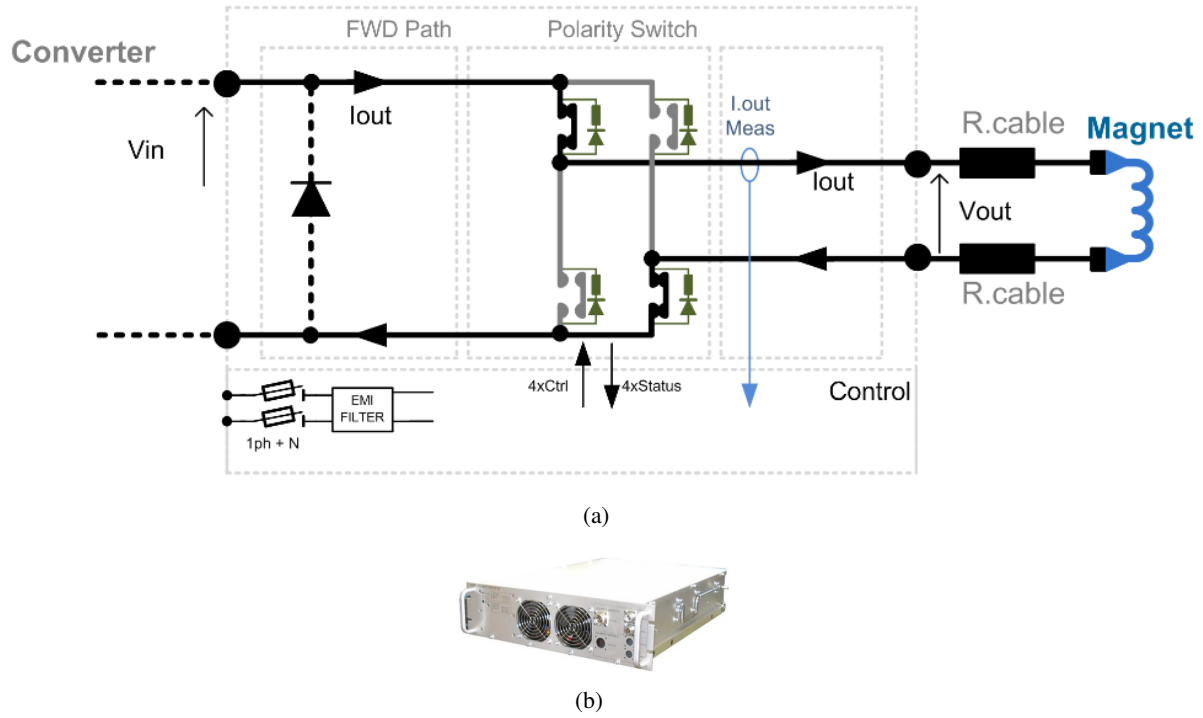 FWD Path
Polarity Switch
Converter
Iout
I.out
Meas
R.cable
Magnet
Vin
Iout
Vout
R.cable
4xCtrl
4xStatus
Control
EMI
FILTER
1ph + N
(a)
(b)